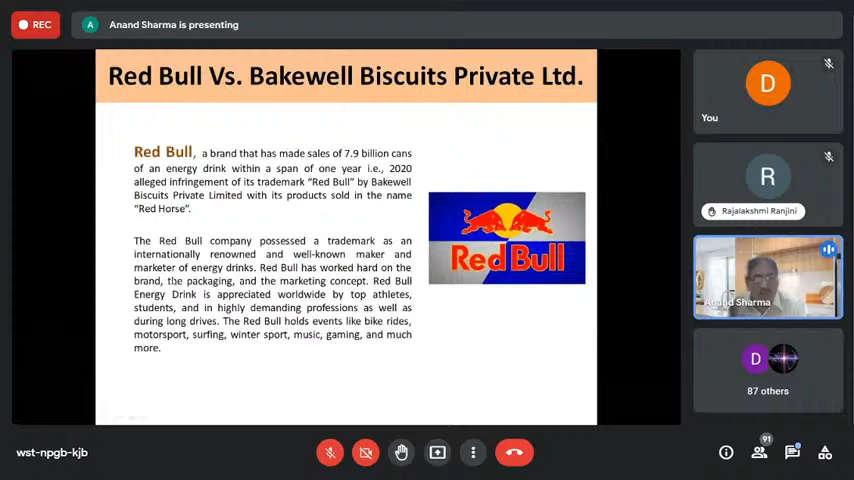 REC
A
Anand Sharma is presenting
Red Bull Vs. Bakewell Biscuits Private Ltd.
Red Bull, a brand that has made sales of 7.9 billion cans
of an energy drink within a span of one year i.e., 2020
alleged infringement of its trademark “Red Bull” by Bakewell
Biscuits Private Limited with its products sold in the name
“Red Horse”.
The Red Bull company possessed a trademark as an
internationally renowned and well-known maker and
marketer of energy drinks. Red Bull has worked hard on the
brand, the packaging, and the marketing concept. Red Bull
Energy Drink is appreciated worldwide by top athletes,
students, and in highly demanding professions as well as
during long drives. The Red Bull holds events like bike rides,
motorsport, surfing, winter sport, music, gaming, and much
more.
Red Bull
D
You
R
Rajalakshmi Ranjini
Anand Sharma
D
87 others
wst-npgb-kjb
91